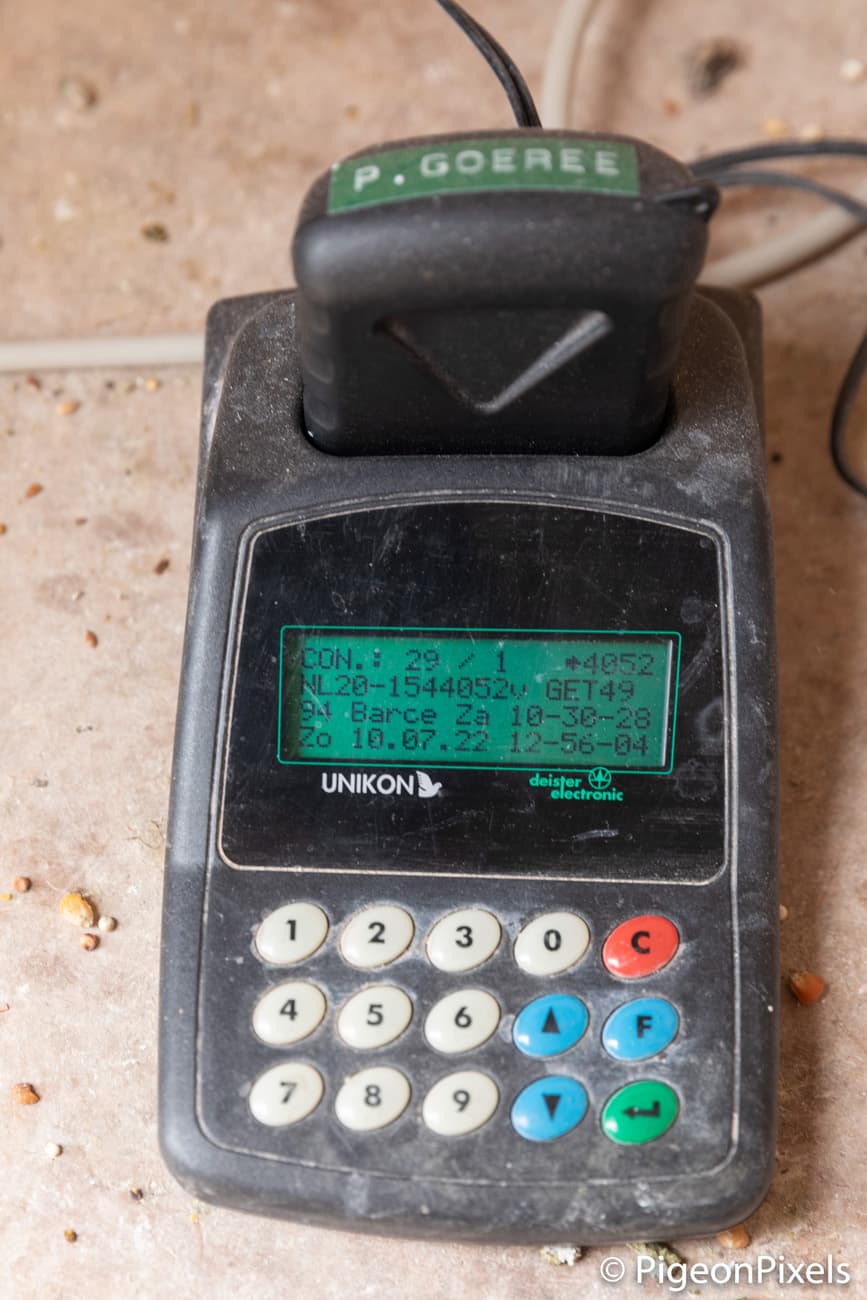 P. GOEREE
CON.: 29 / 1 →4052
NL20-1544052v GET49
94 Barce Za 10-30-28
Zo 10.07.22 12-56-04
UNIKON
deister
electronic
1 2 3 0 C
4 5 6 ▲ F
7 8 9 ▼ ↵
© PigeonPixels